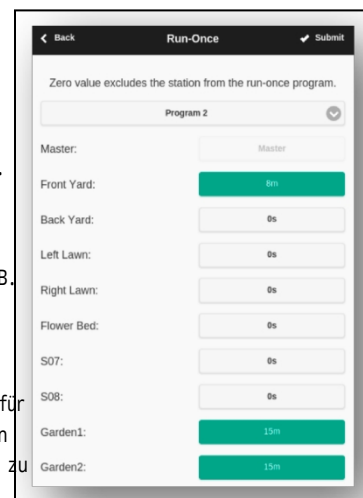 Back Run-Once Submit
Zero value excludes the station from the run-once program.
Program 2
Master: Master
Front Yard: 8m
Back Yard: 0s
Left Lawn: 0s
B.
Right Lawn: 0s
Flower Bed: 0s
S07: 0s
für
S08: 0s
Garden1: 15m
zu
Garden2: 15m